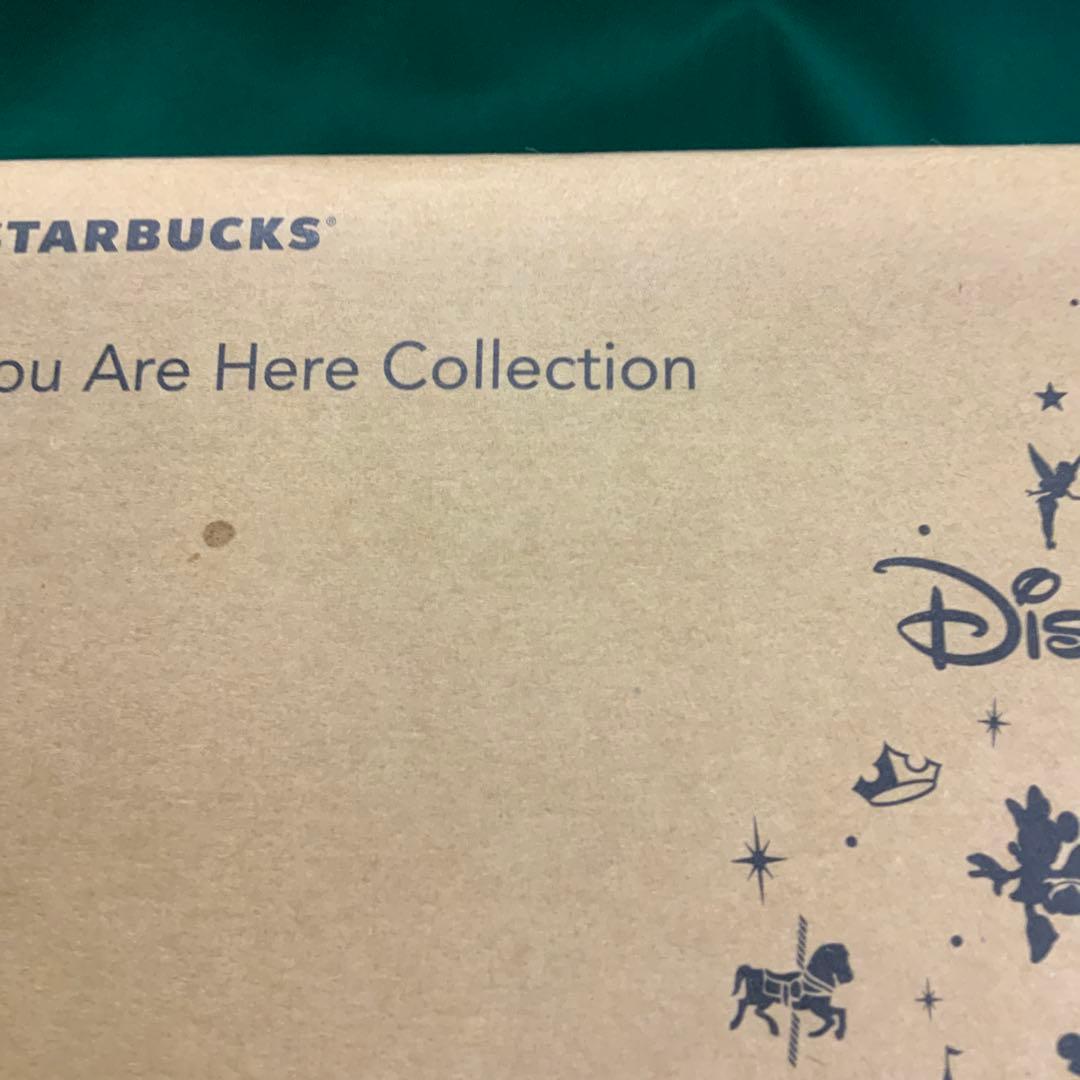 STARBUCKS®
ou Are Here Collection
Dis